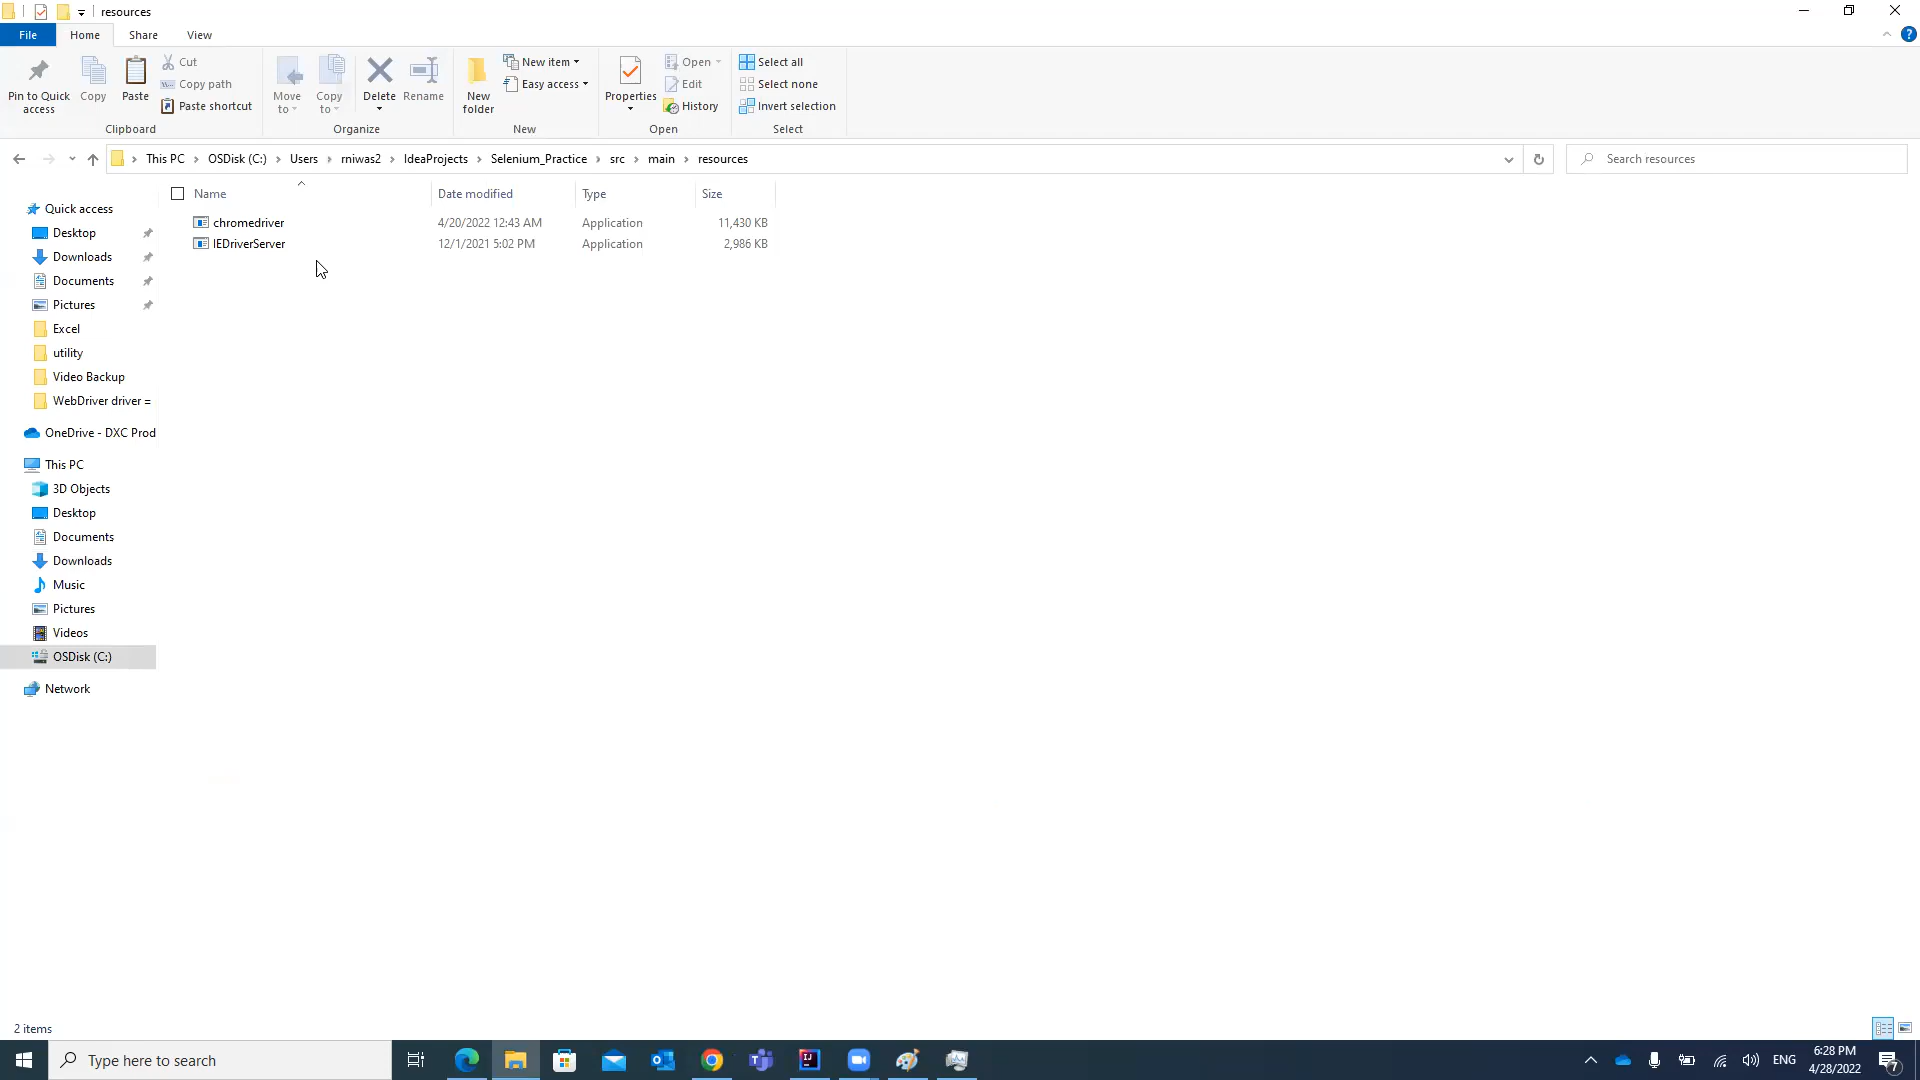 resources
File Home Share View
Pin to Quick access
Copy
Paste
Cut
Copy path
Paste shortcut
Clipboard
Move to
Copy to
Delete
Rename
Organize
New folder
New item
Easy access
New
Properties
Open
Edit
History
Open
Select all
Select none
Invert selection
Select
This PC > OSDisk (C:) > Users > rniwas2 > IdeaProjects > Selenium_Practice > src > main > resources
Search resources
Name Date modified Type Size
chromedriver 4/20/2022 12:43 AM Application 11,430 KB
IEDriverServer 12/1/2021 5:02 PM Application 2,986 KB
Quick access
Desktop
Downloads
Documents
Pictures
Excel
utility
Video Backup
WebDriver driver =
OneDrive - DXC Prod
This PC
3D Objects
Desktop
Documents
Downloads
Music
Pictures
Videos
OSDisk (C:)
Network
2 items
Type here to search
ENG
6:28 PM
4/28/2022
7